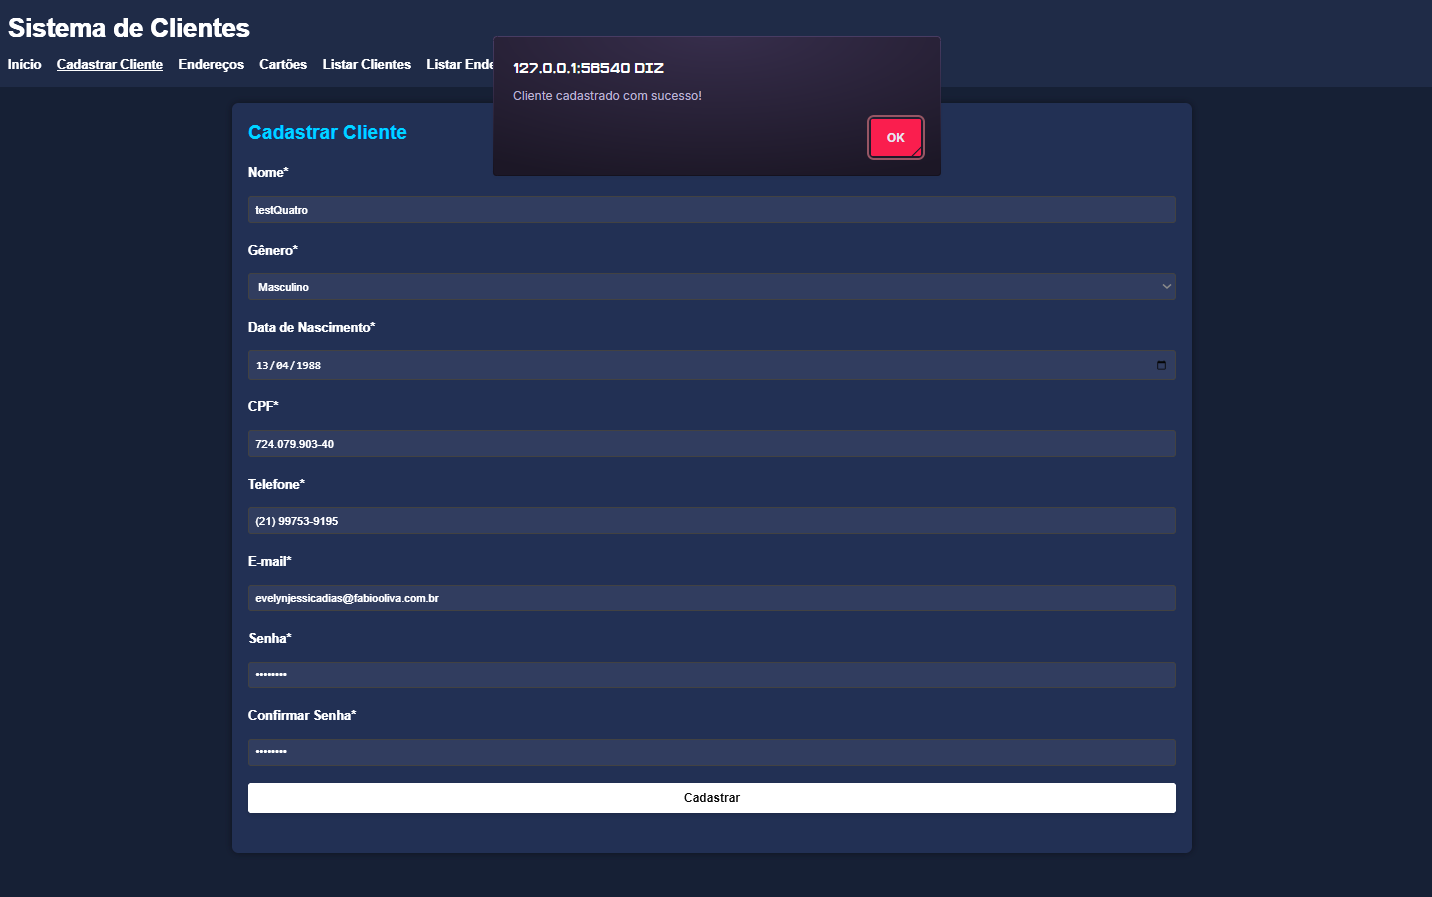 Sistema de Clientes
Início Cadastrar Cliente Endereços Cartões Listar Clientes Listar Ende
127.0.0.1:56540 DIZ
Cliente cadastrado com sucesso!
OK
Cadastrar Cliente
Nome*
testQuatro
Gênero*
Masculino
Data de Nascimento*
13/04/1988
CPF*
724.079.903-40
Telefone*
(21) 99753-9195
E-mail*
evelynjessicadias@fabiooliva.com.br
Senha*
••••••••
Confirmar Senha*
••••••••
Cadastrar